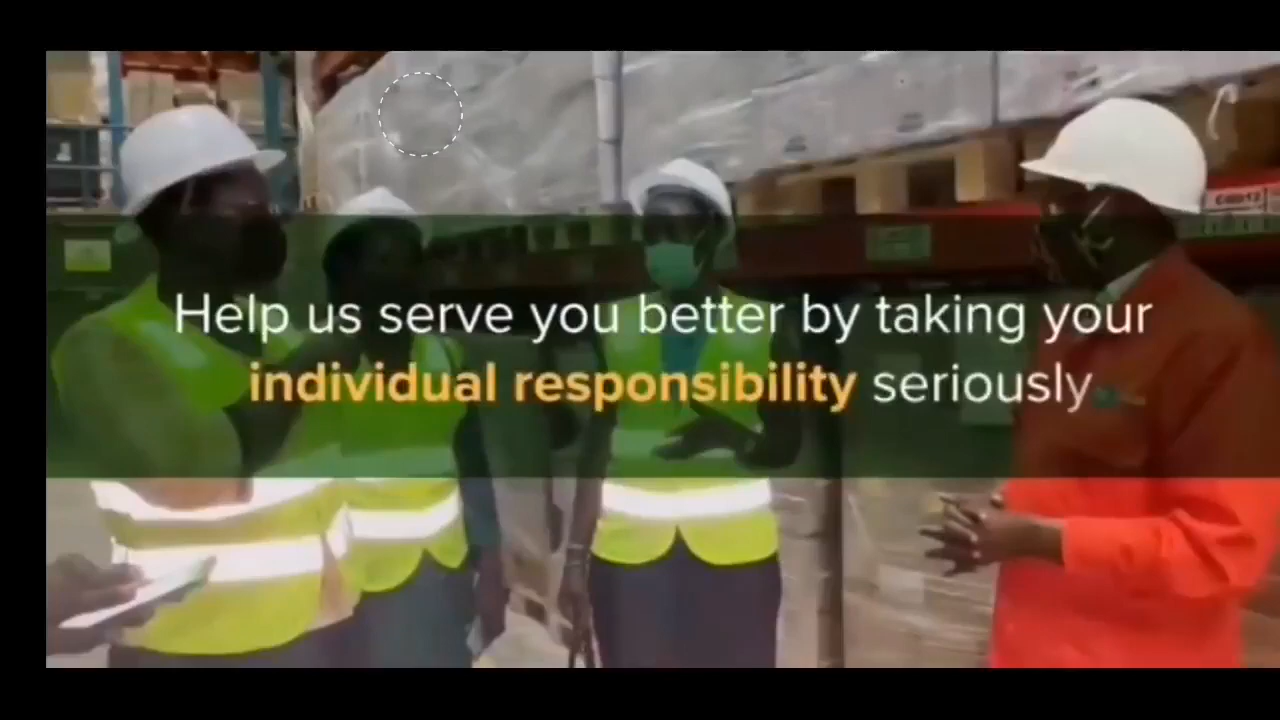 Help us serve you better by taking your
individual responsibility seriously.